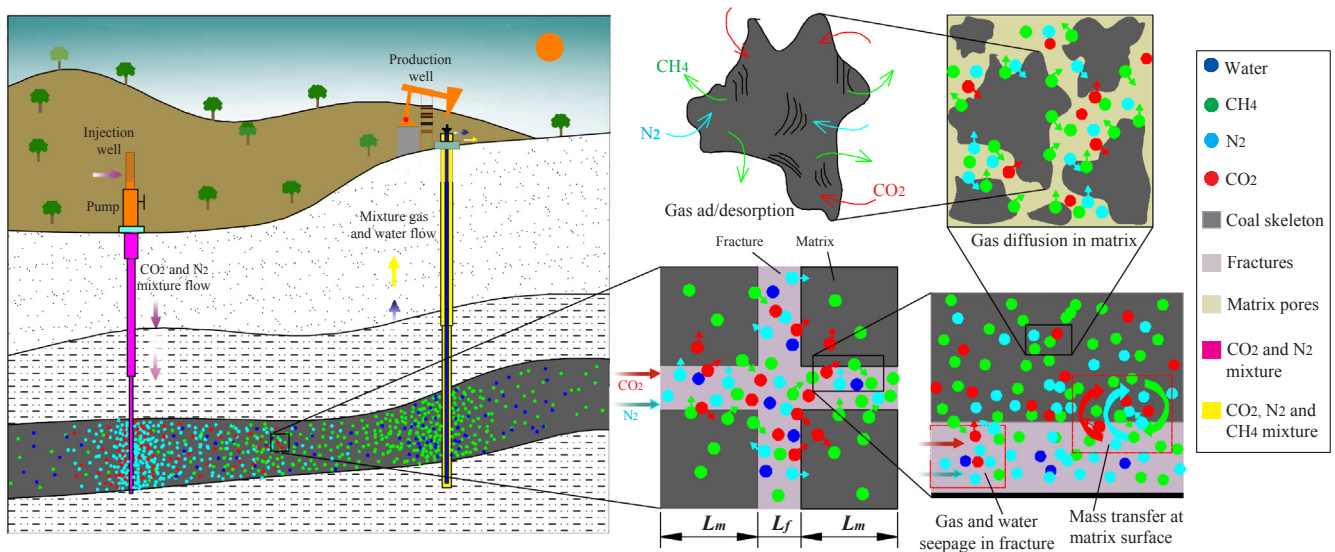 Production
well
Injection
well
Pump
Mixture gas
and water flow
CO2 and N2
mixture flow
CH4
N2
CO2
Gas ad/desorption
Gas diffusion in matrix
Fracture
Matrix
CO2
N2
Lm
Lf
Lm
Gas and water
seepage in fracture
Mass transfer at
matrix surface
Water
CH4
N2
CO2
Coal skeleton
Fractures
Matrix pores
CO2 and N2
mixture
CO2, N2 and
CH4 mixture